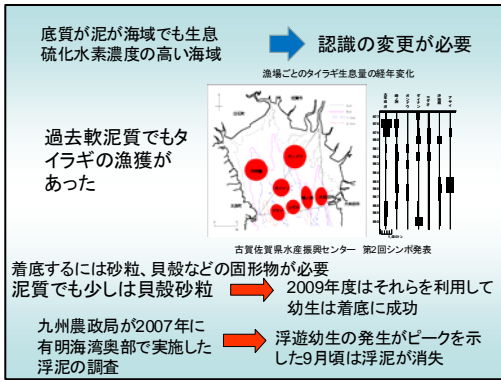 底質が泥が海域でも生息
硫化水素濃度の高い海域
認識の変更が必要
漁場ごとのタイラギ生息量の経年変化
過去軟泥質でもタ
イラギの漁獲が
あった
古賀佐賀県水産振興センター 第2回シンポ発表
着底するには砂粒、貝殻などの固形物が必要
泥質でも少しは貝殻砂粒
2009年度はそれらを利用して
幼生は着底に成功
九州農政局が2007年に
有明海湾奥部で実施した
浮泥の調査
浮遊幼生の発生がピークを示
した9月頃は浮泥が消失